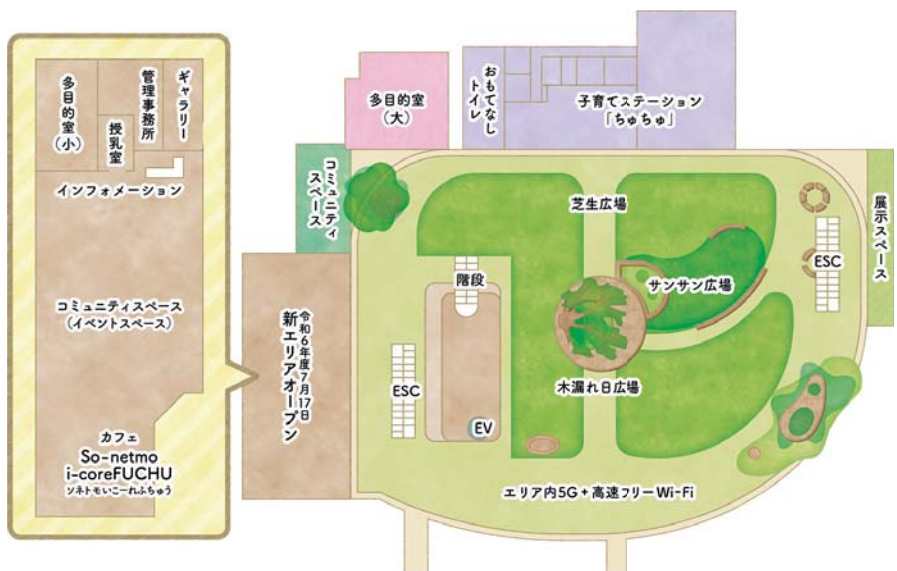 多目的室
（小）
授乳室
管理事務所
ギャラリー
インフォメーション
コミュニティスペース
（イベントスペース）
カフェ
So-netmo
i-coreFUCHU
ソネトモいこーれふちゅう
令和6年度7月17日
新エリアオープン
コミュニティ
スペース
多目的室
（大）
おもてなし
トイレ
子育てステーション
「ちゅちゅ」
芝生広場
展示スペース
ESC
サンサン広場
階段
木漏れ日広場
ESC
EV
エリア内5G+高速フリーWi-Fi